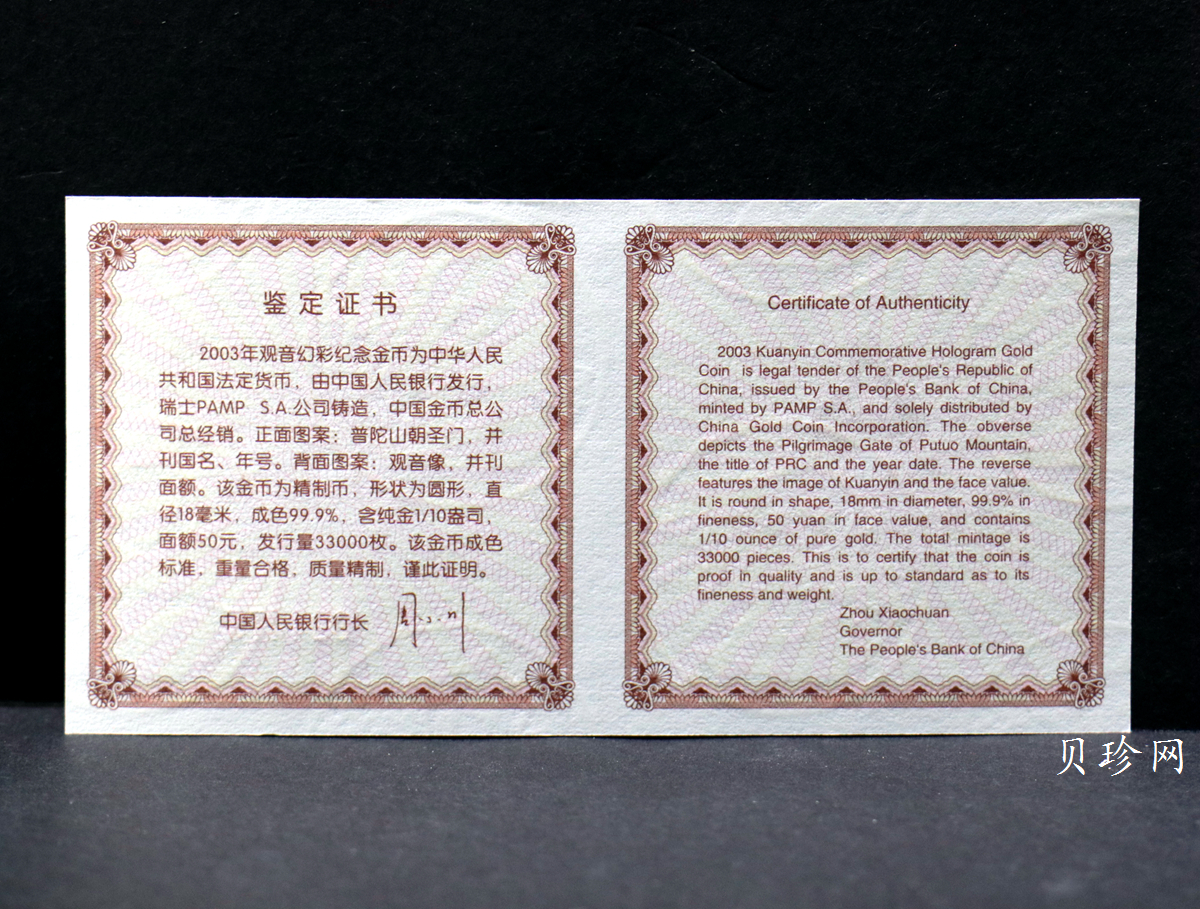 鉴定证书
2003年观音幻彩纪念金币为中华人民
共和国法定货币，由中国人民银行发行，
瑞士PAMP S.A.公司铸造，中国金币总公
司总经销。正面图案：普陀山朝圣门，并
刊国名、年号。背面图案：观音像，并刊
面额。该金币为精制币，形状为圆形，直
径18毫米，成色99.9%，含纯金1/10盎司，
面额50元，发行量33000枚。该金币成色
标准，重量合格，质量精制，谨此证明。
中国人民银行行长
Certificate of Authenticity
2003 Kuanyin Commemorative Hologram Gold
Coin is legal tender of the People's Republic of
China, issued by the People's Bank of China,
minted by PAMP S.A., and solely distributed by
China Gold Coin Incorporation. The obverse
depicts the Pilgrimage Gate of Putuo Mountain,
the title of PRC and the year date. The reverse
features the image of Kuanyin and the face value.
It is round in shape, 18mm in diameter, 99.9% in
fineness, 50 yuan in face value, and contains
1/10 ounce of pure gold. The total mintage is
33000 pieces. This is to certify that the coin is
proof in quality and is up to standard as to its
fineness and weight.
Zhou Xiaochuan
Governor
The People's Bank of China
贝珍网